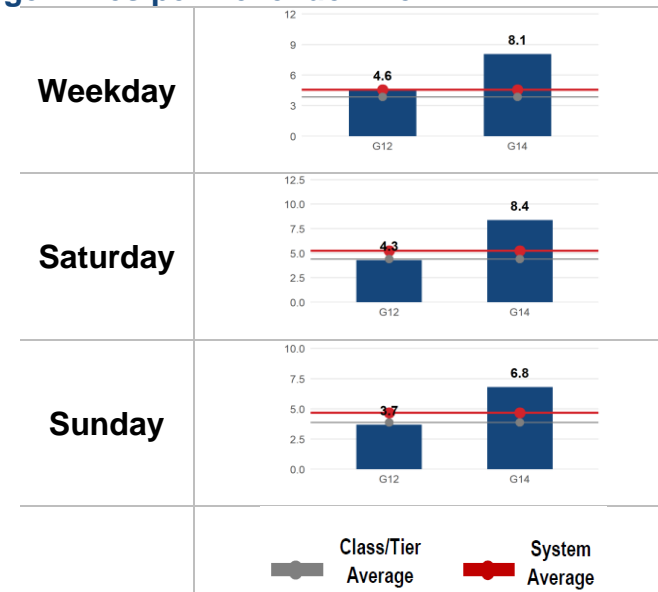 Weekday
12
9
6
3
0
4.6
8.1
G12
G14
Saturday
12.5
10.0
7.5
5.0
2.5
0.0
4.3
8.4
G12
G14
Sunday
10.0
7.5
5.0
2.5
0.0
3.7
6.8
G12
G14
Class/Tier
Average
System
Average